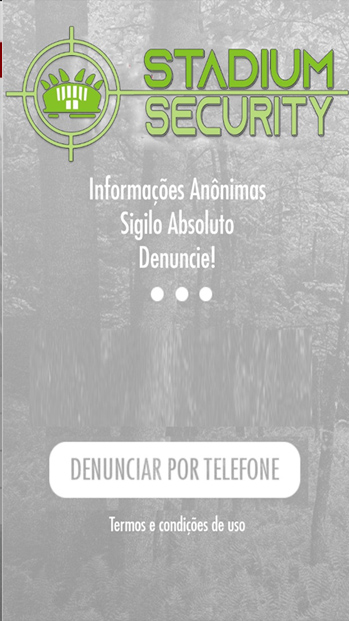 STADIUM
SECURITY
Informações Anônimas
Sigilo Absoluto
Denuncie!
DENUNCIAR POR TELEFONE
Termos e condições de uso